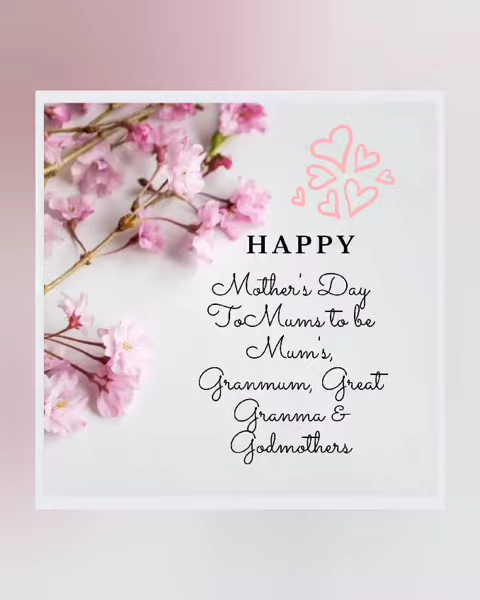 HAPPY
Mother's Day
ToMums to be
Mum's,
Granmum, Great
Granma &
Godmothers